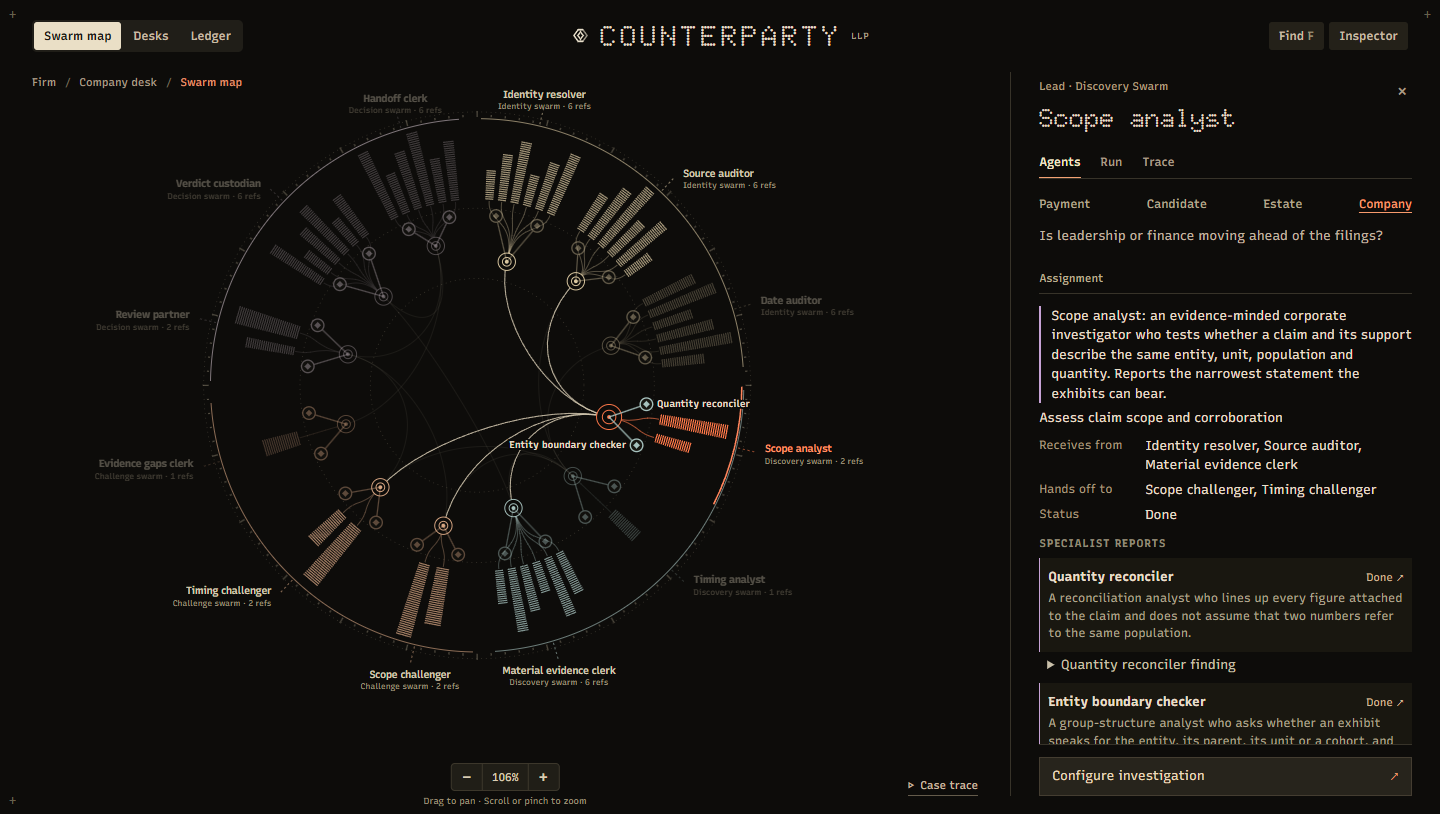 Swarm map Desks Ledger
COUNTERPARTY LLP
Find F Inspector
Firm / Company desk / Swarm map
Handoff clerk
Decision swarm · 6 refs
Identity resolver
Identity swarm · 6 refs
Source auditor
Identity swarm · 6 refs
Verdict custodian
Decision swarm · 6 refs
Date auditor
Identity swarm · 6 refs
Review partner
Decision swarm · 2 refs
Quantity reconciler
Entity boundary checker
Scope analyst
Discovery swarm · 2 refs
Evidence gaps clerk
Challenge swarm · 1 refs
Timing analyst
Discovery swarm · 1 refs
Timing challenger
Challenge swarm · 2 refs
Scope challenger
Challenge swarm · 2 refs
Material evidence clerk
Discovery swarm · 6 refs
− 106% +
Drag to pan · Scroll or pinch to zoom
Case trace
Lead · Discovery Swarm
×
Scope analyst
Agents Run Trace
Payment Candidate Estate Company
Is leadership or finance moving ahead of the filings?
Assignment
Scope analyst: an evidence-minded corporate
investigator who tests whether a claim and its support
describe the same entity, unit, population and
quantity. Reports the narrowest statement the
exhibits can bear.
Assess claim scope and corroboration
Receives from Identity resolver, Source auditor,
Material evidence clerk
Hands off to Scope challenger, Timing challenger
Status Done
SPECIALIST REPORTS
Quantity reconciler Done ↗
A reconciliation analyst who lines up every figure attached
to the claim and does not assume that two numbers refer
to the same population.
▶ Quantity reconciler finding
Entity boundary checker Done ↗
A group-structure analyst who asks whether an exhibit
speaks for the entity, its parent, its unit or a cohort, and
Configure investigation ↗